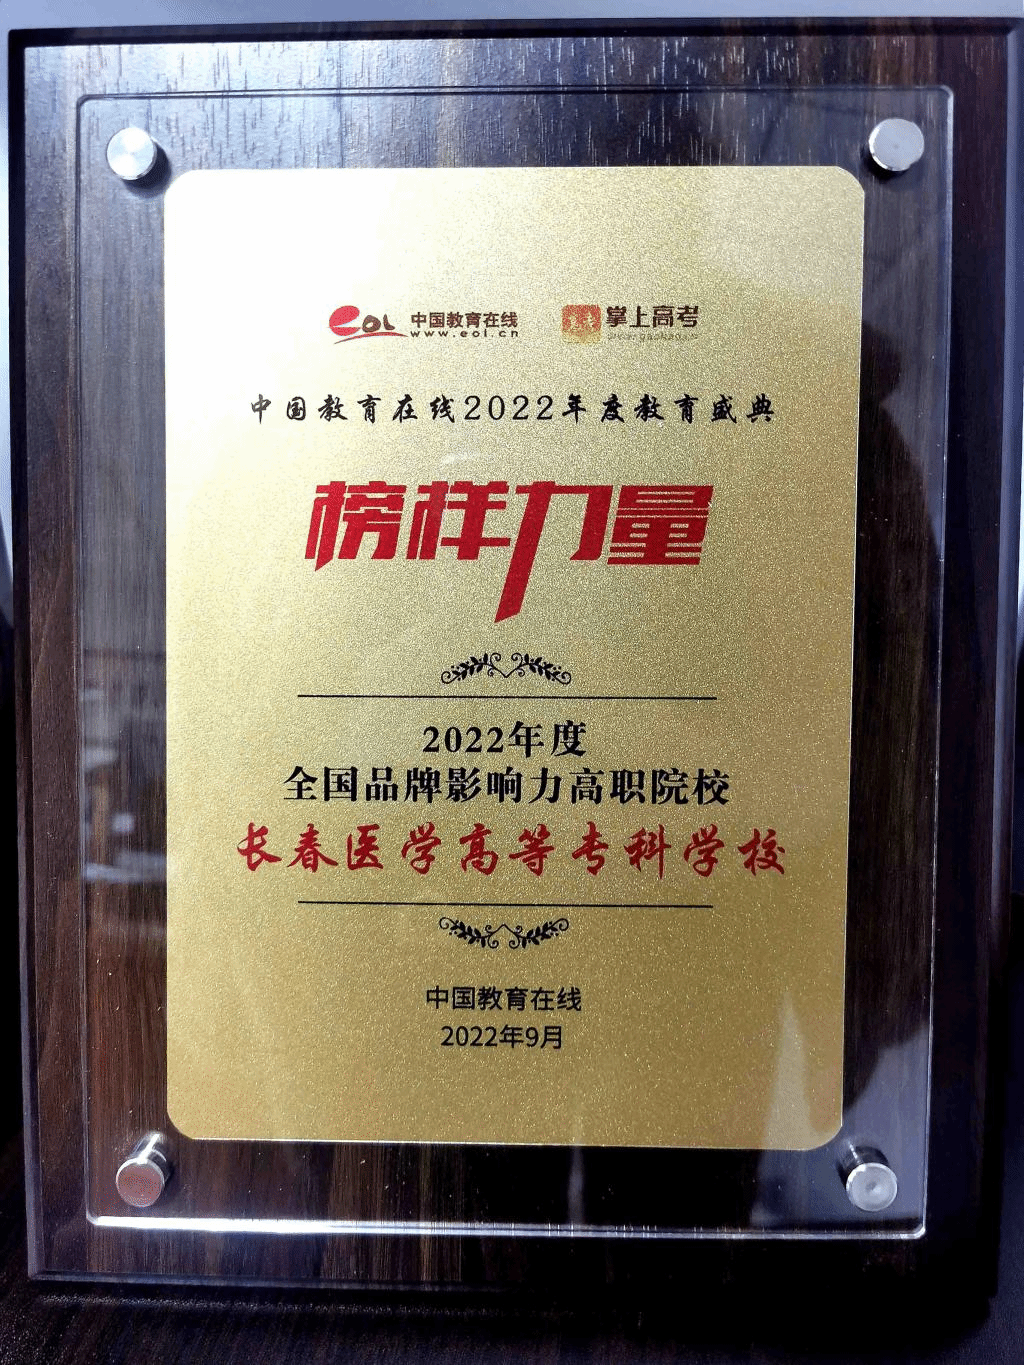 eol 中国教育在线 掌上高考
www.eol.cn
中国教育在线2022年度教育盛典
榜样力量
2022年度
全国品牌影响力高职院校
长春医学高等专科学校
中国教育在线
2022年9月